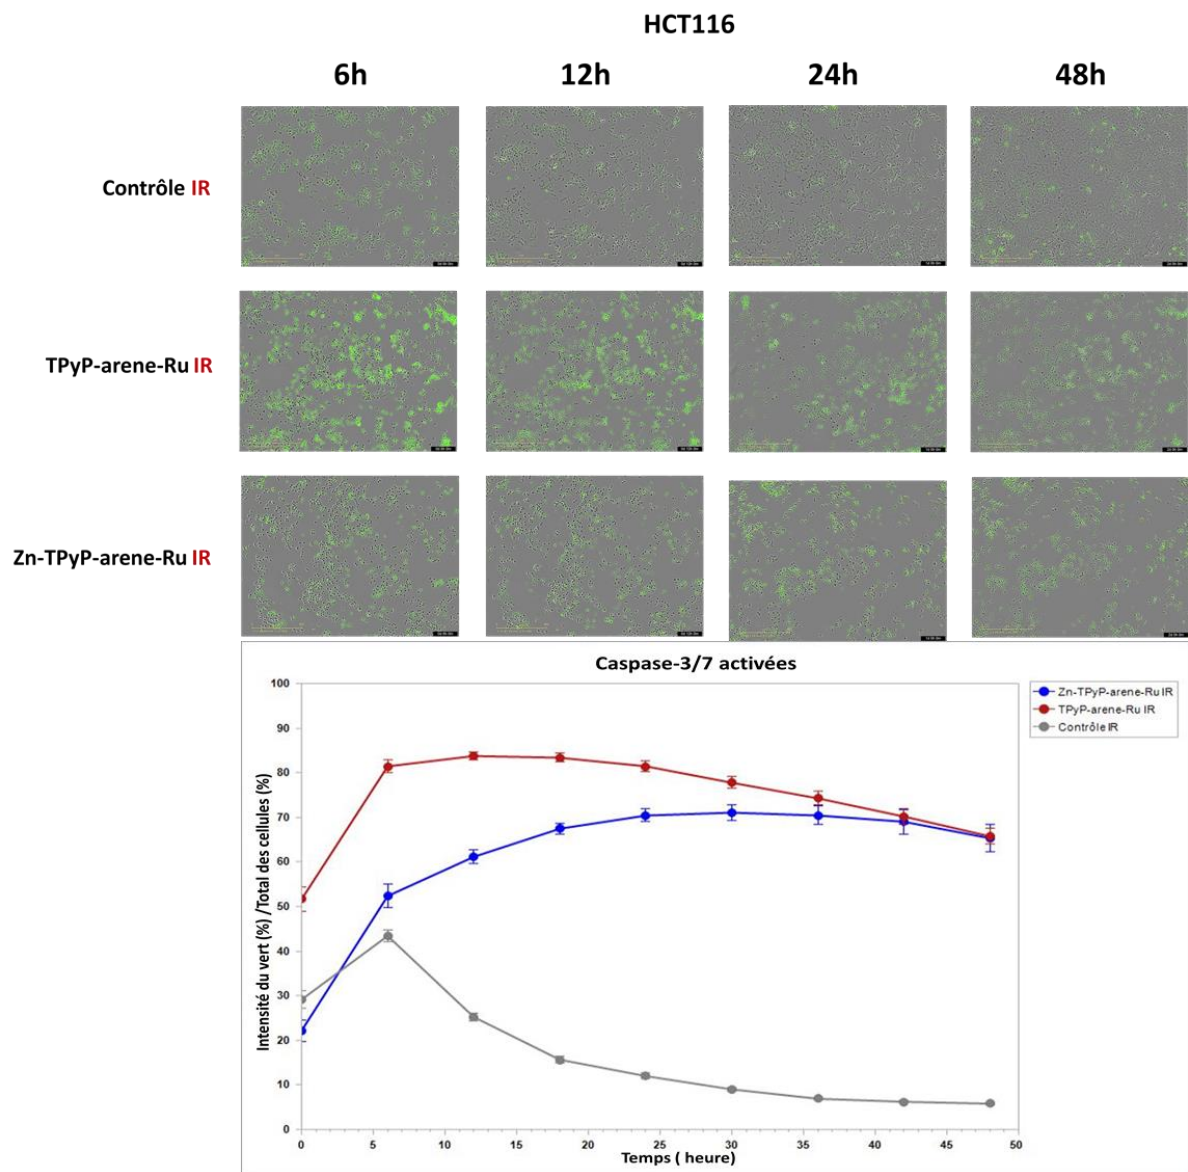 HCT116
6h
12h
24h
48h
Contrôle IR
TPyP-arene-Ru IR
Zn-TPyP-arene-Ru IR
Caspase-3/7 activées
Intensité du vert (%) /Total des cellules (%)
100
90
80
70
60
50
40
30
20
10
0
0
5
10
15
20
25
30
35
40
45
50
Temps ( heure)
Zn-TPyP-arene-Ru IR
TPyP-arene-Ru IR
Contrôle IR